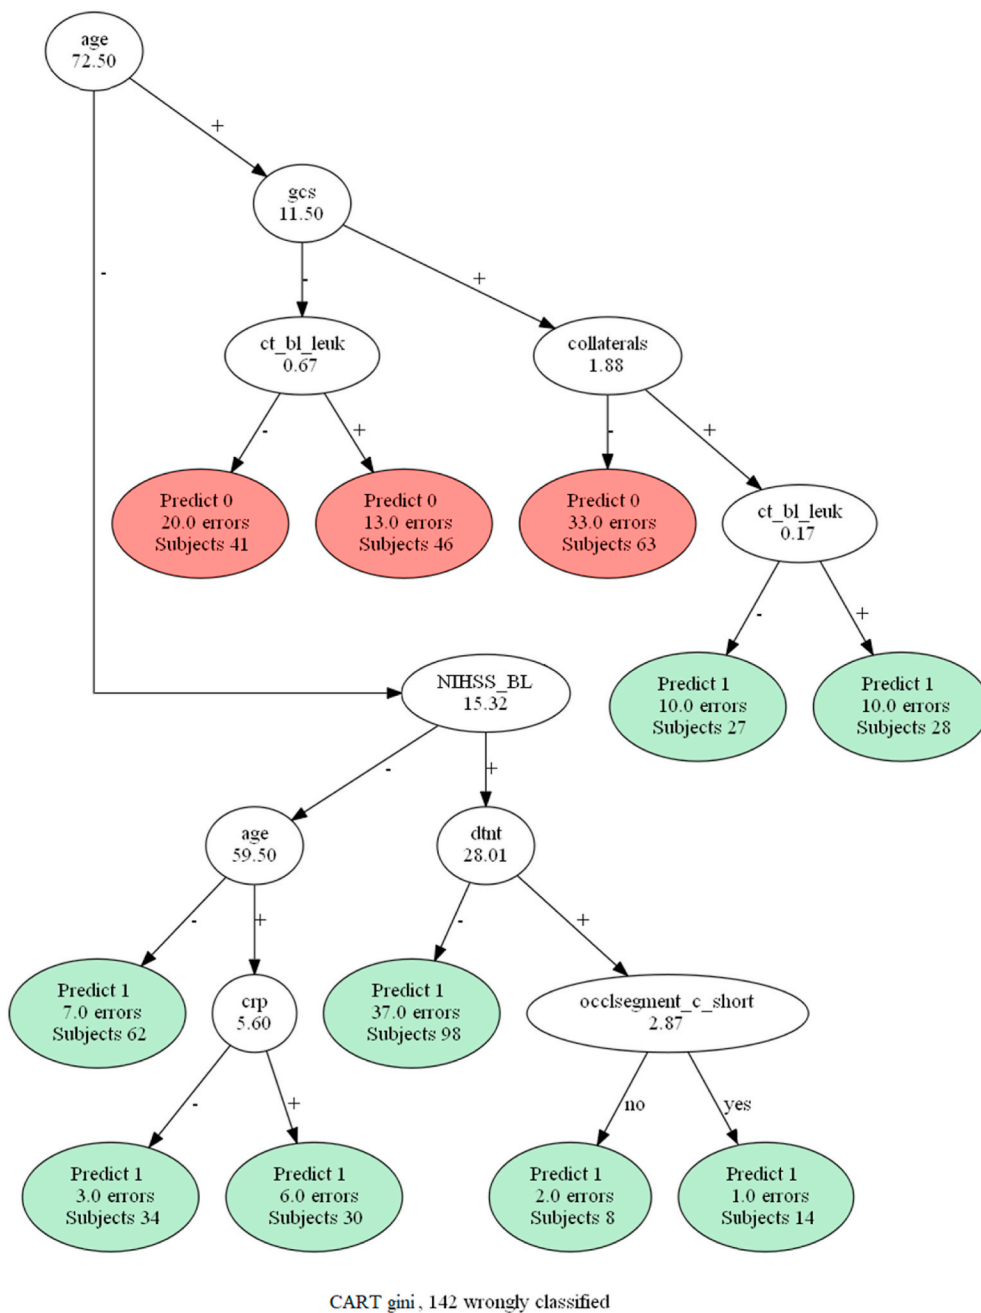 age
72.50
+
gcs
11.50
-
-
+
ct_bl_leuk
0.67
collaterals
1.88
-
+
-
+
Predict 0
20.0 errors
Subjects 41
Predict 0
13.0 errors
Subjects 46
Predict 0
33.0 errors
Subjects 63
ct_bl_leuk
0.17
-
+
NIHSS_BL
15.32
Predict 1
10.0 errors
Subjects 27
Predict 1
10.0 errors
Subjects 28
-
+
age
59.50
dtnt
28.01
-
+
-
+
Predict 1
7.0 errors
Subjects 62
crp
5.60
Predict 1
37.0 errors
Subjects 98
occlsegment_c_short
2.87
-
+
no
yes
Predict 1
3.0 errors
Subjects 34
Predict 1
6.0 errors
Subjects 30
Predict 1
2.0 errors
Subjects 8
Predict 1
1.0 errors
Subjects 14
CART gini , 142 wrongly classified